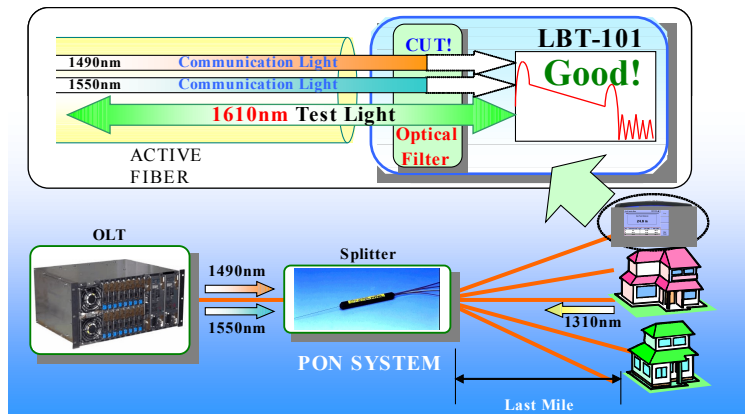 CUT!
LBT-101
1490nm
Communication Light
Good!
1550nm
Communication Light
1610nm Test Light
Optical
Filter
ACTIVE
FIBER
OLT
Splitter
1490nm
1550nm
1310nm
PON SYSTEM
Last Mile